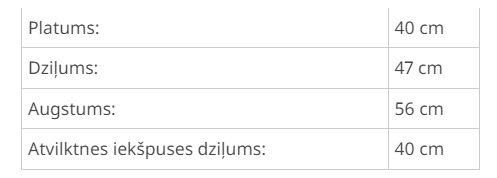 Platums: 40 cm
Dziļums: 47 cm
Augstums: 56 cm
Atvilktnes iekšpuses dziļums: 40 cm